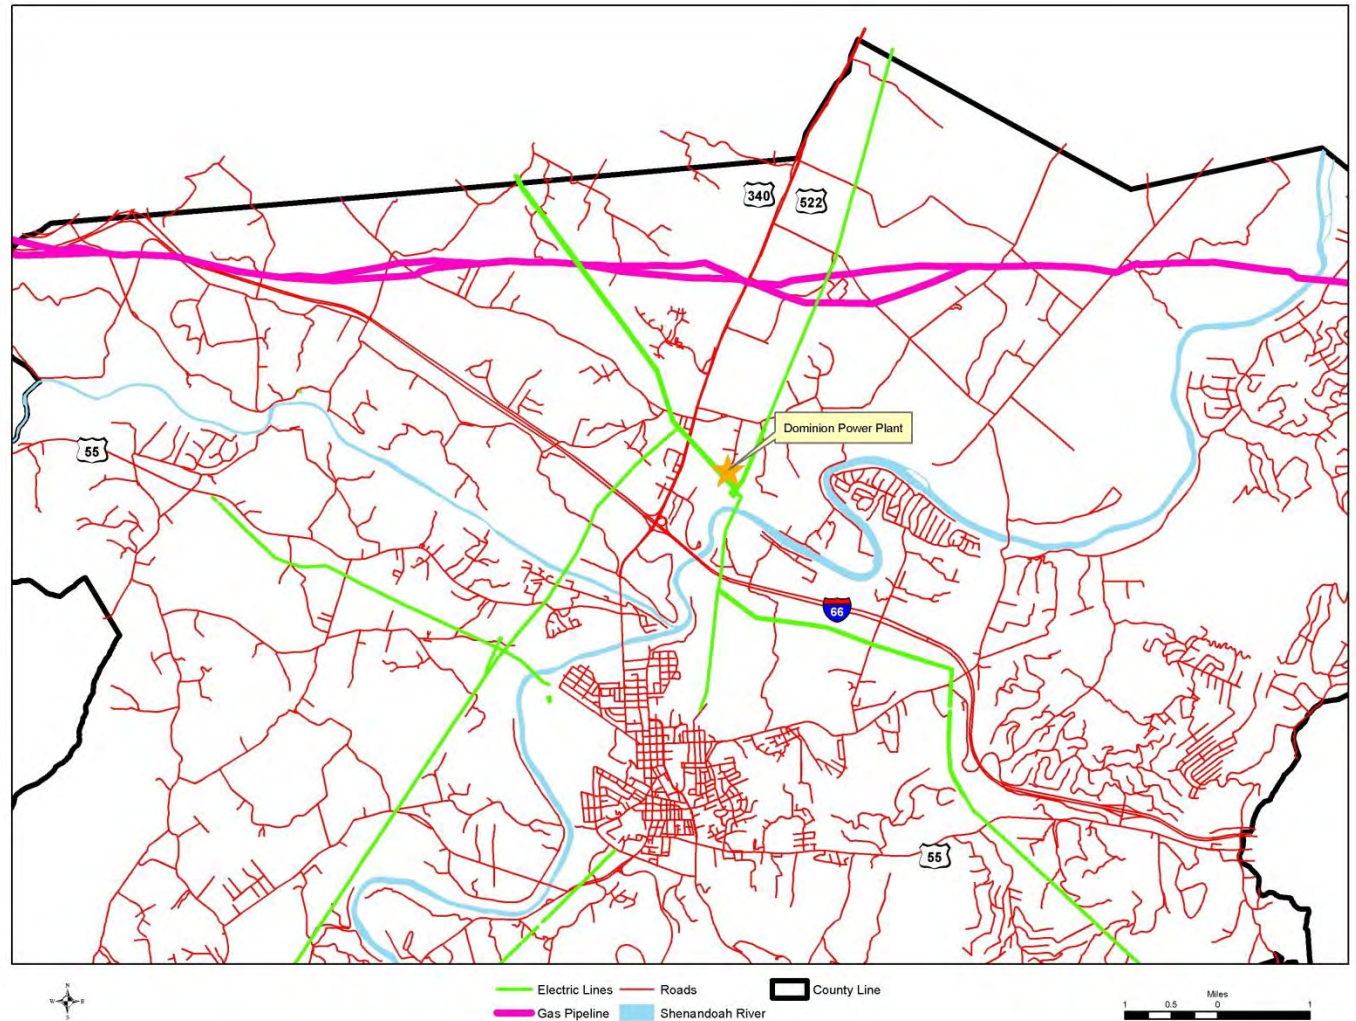 340
522
Dominion Power Plant
55
66
55
N
W E
S
Electric Lines
Roads
County Line
Gas Pipeline
Shenandoah River
Miles
1 0.5 0 1